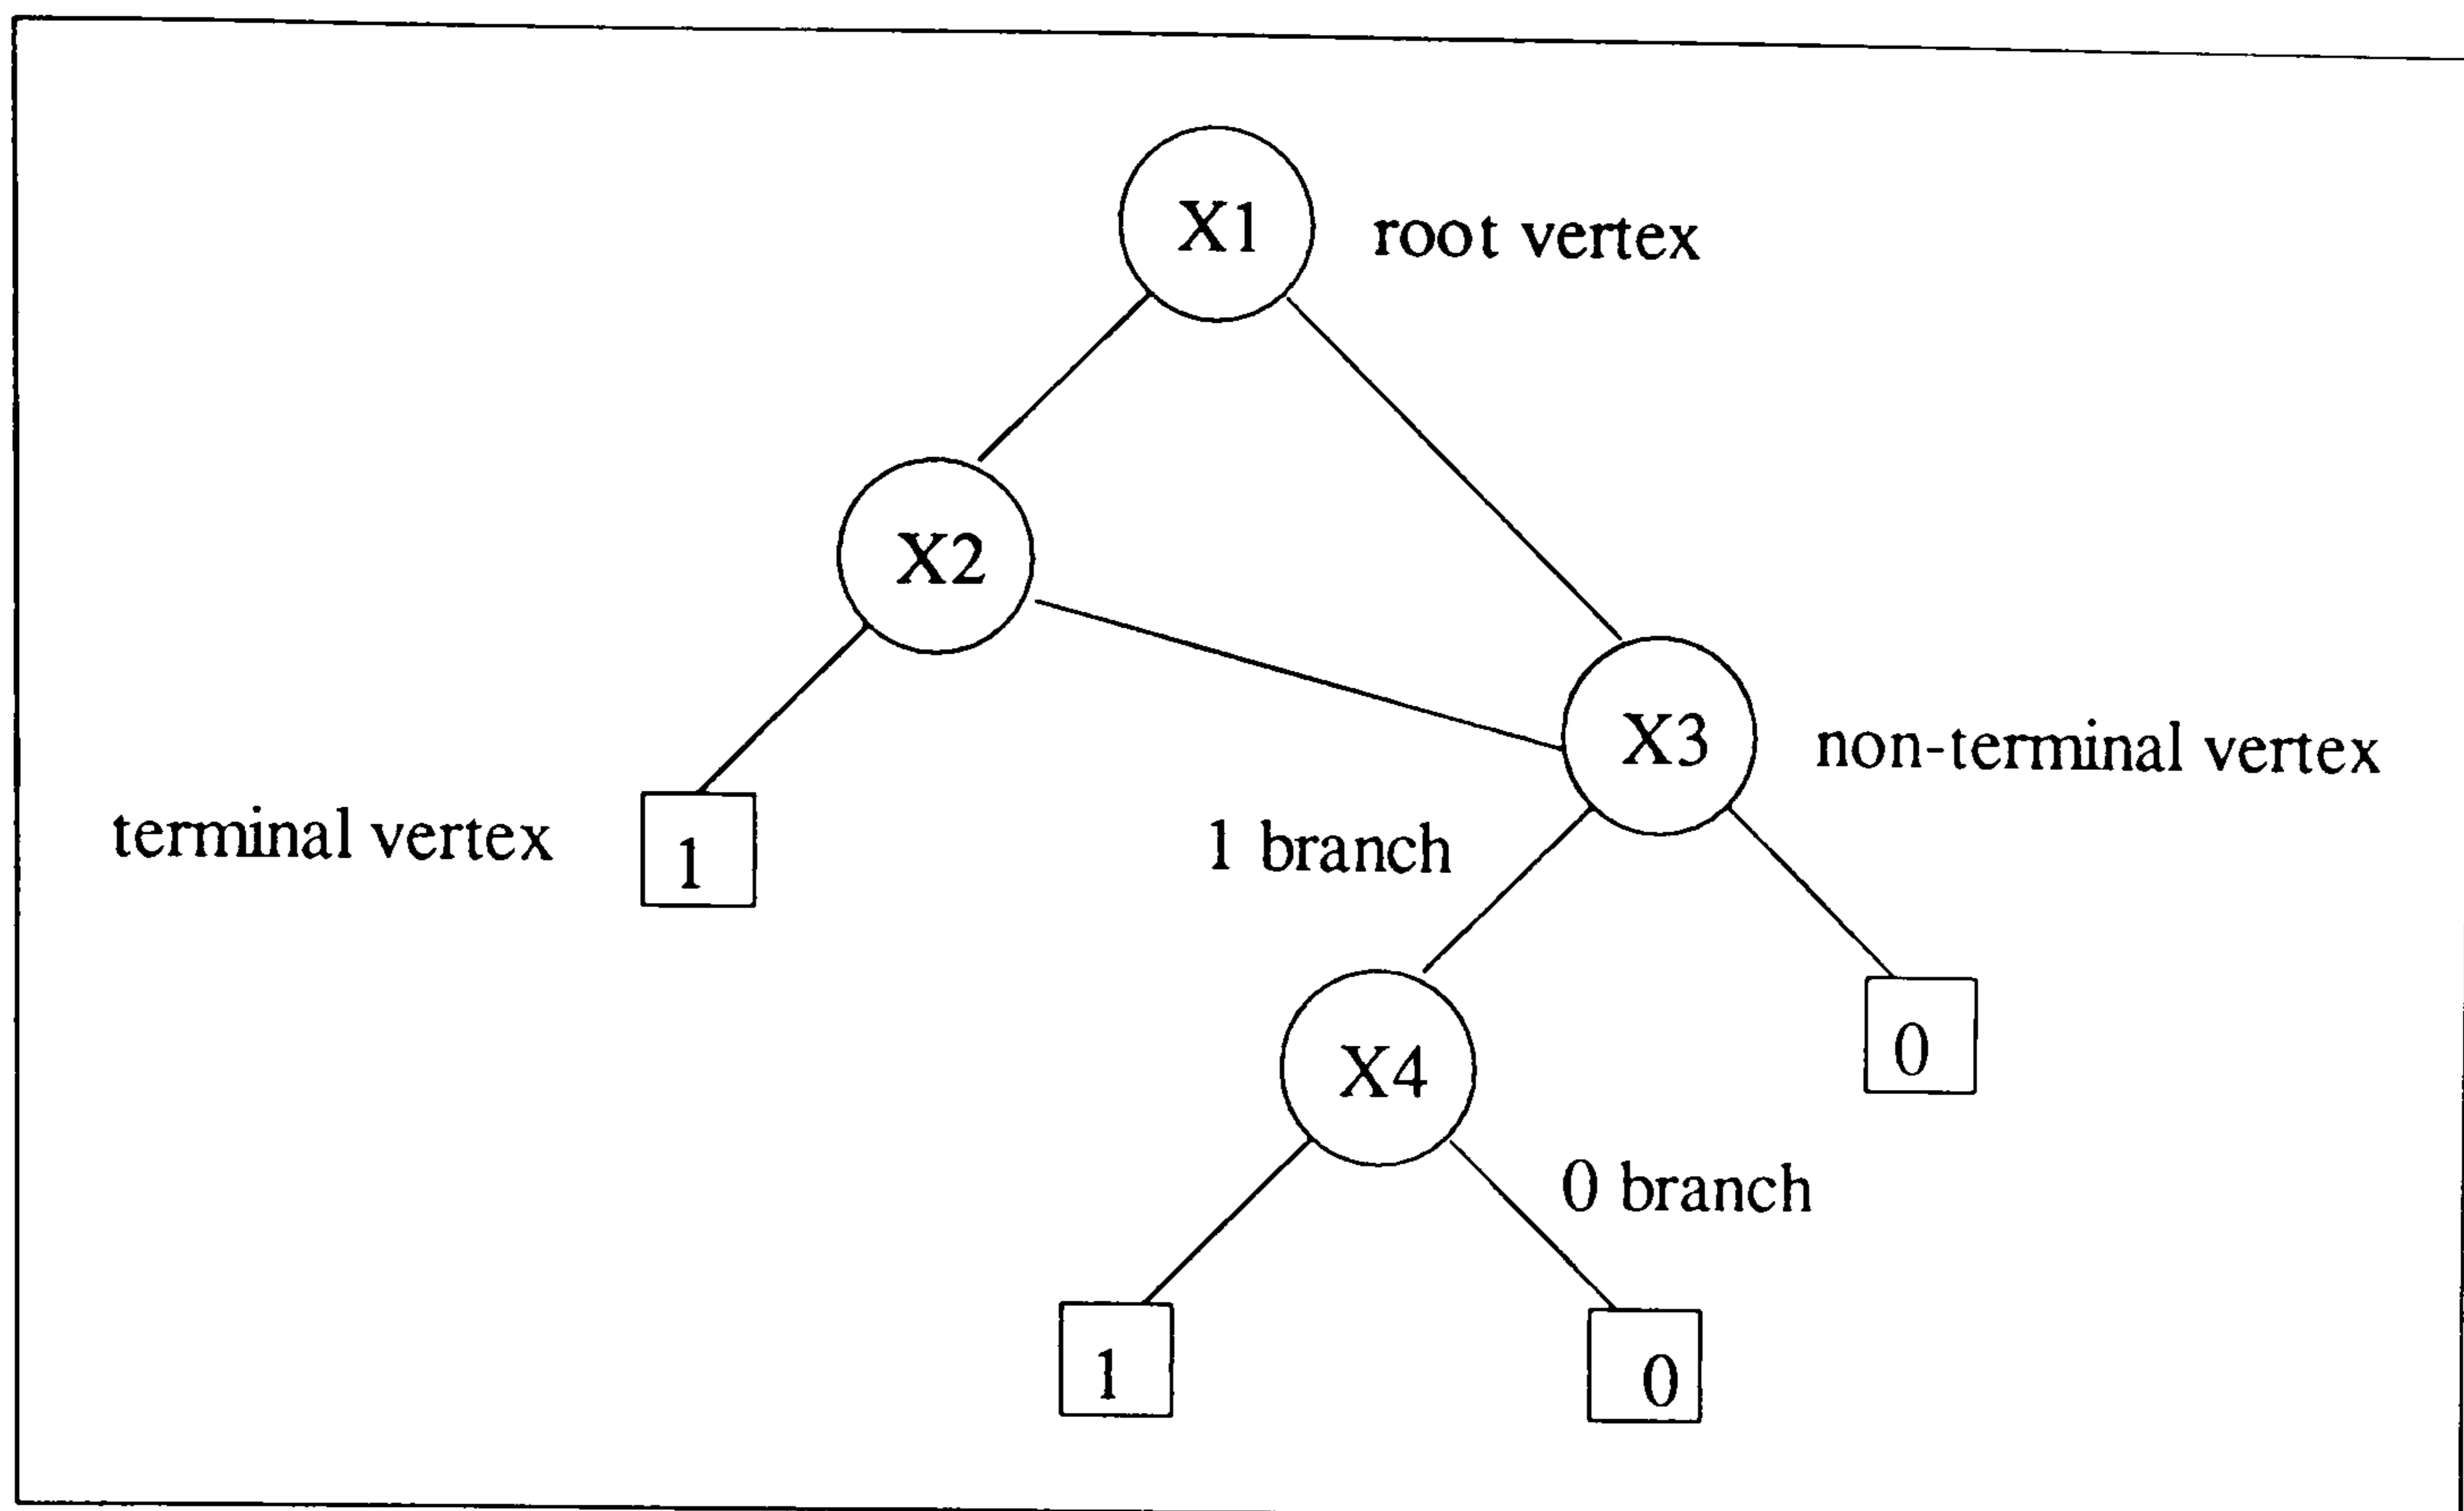 X1
root vertex
X2
X3
non-terminal vertex
terminal vertex
1
1 branch
X4
0
0 branch
1
0